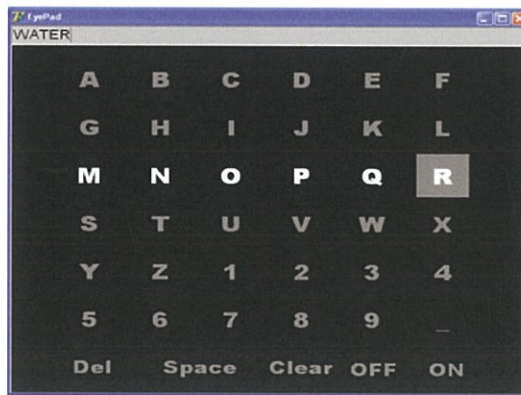 EyePad
WATER
A B C D E F
G H I J K L
M N O P Q R
S T U V W X
Y Z 1 2 3 4
5 6 7 8 9 _
Del Space Clear OFF ON